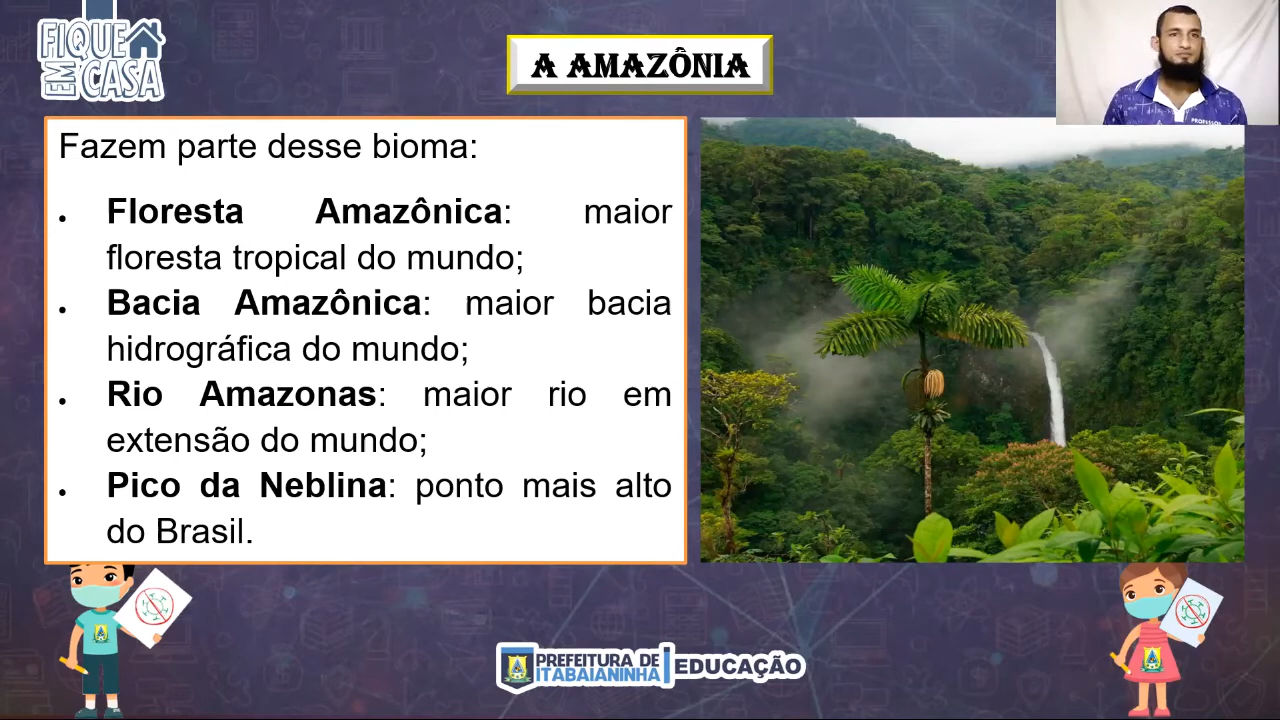 FIQUE
EM
CASA
A AMAZÔNIA
PROFESSOR
Fazem parte desse bioma:
• Floresta Amazônica: maior
floresta tropical do mundo;
• Bacia Amazônica: maior bacia
hidrográfica do mundo;
• Rio Amazonas: maior rio em
extensão do mundo;
• Pico da Neblina: ponto mais alto
do Brasil.
PREFEITURA DE
ITABAIANINHA
EDUCAÇÃO